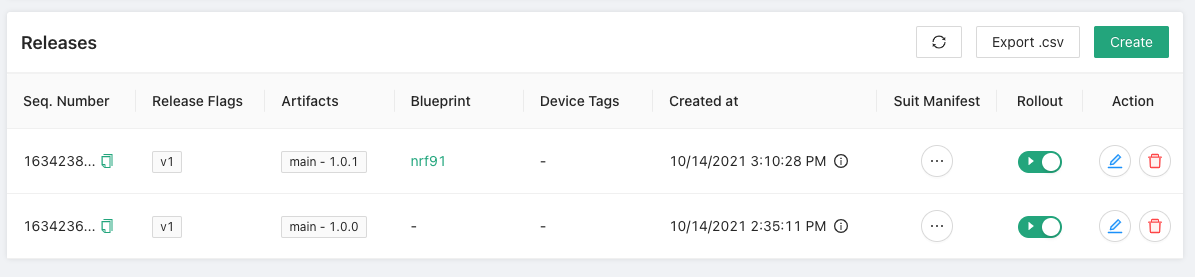 Releases
Export .csv
Create
Seq. Number Release Flags Artifacts Blueprint Device Tags Created at Suit Manifest Rollout Action
1634238... v1 main - 1.0.1 nrf91 - 10/14/2021 3:10:28 PM
1634236... v1 main - 1.0.0 - - 10/14/2021 2:35:11 PM